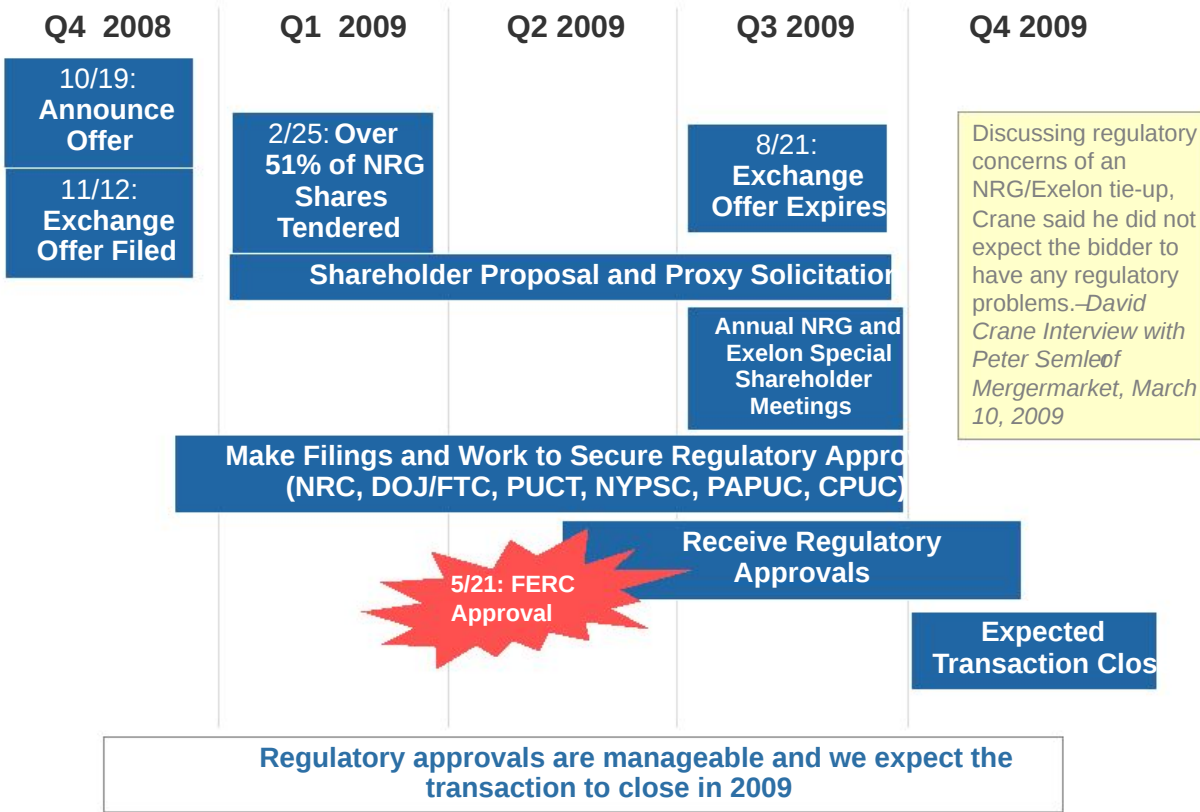 Q4 2008
Q1 2009
Q2 2009
Q3 2009
Q4 2009
10/19:
Announce
Offer
11/12:
Exchange
Offer Filed
2/25: Over
51% of NRG
Shares
Tendered
8/21:
Exchange
Offer Expires
Discussing regulatory
concerns of an
NRG/Exelon tie-up,
Crane said he did not
expect the bidder to
have any regulatory
problems.–David
Crane Interview with
Peter Semler of
Mergermarket, March
10, 2009
Shareholder Proposal and Proxy Solicitation
Annual NRG and
Exelon Special
Shareholder
Meetings
Make Filings and Work to Secure Regulatory Appro
(NRC, DOJ/FTC, PUCT, NYPSC, PAPUC, CPUC)
Receive Regulatory
Approvals
5/21: FERC
Approval
Expected
Transaction Clos
Regulatory approvals are manageable and we expect the
transaction to close in 2009